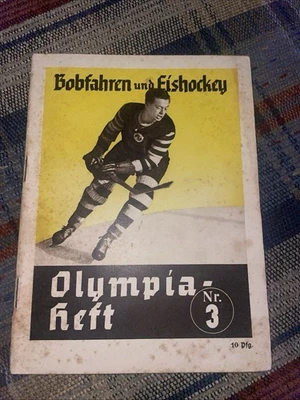 Bobfahren und Eishockey
Olympia-
Heft
Nr.
3
10 Pfg.